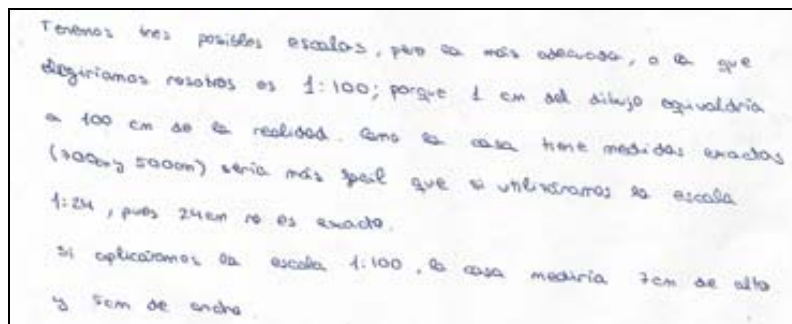 Tenemos tres posibles escalas, pero la más adecuada, o la que
elegiríamos nosotros es 1:100; porque 1 cm del dibujo equivaldría
a 100 cm de la realidad. Como la casa tiene medidas exactas
(700cm y 500cm) sería más fácil que si utilizáramos la escala
1:24, pues 24cm no es exacto.
Si aplicáramos la escala 1:100, la casa mediría 7cm de alto
y 5cm de ancho.